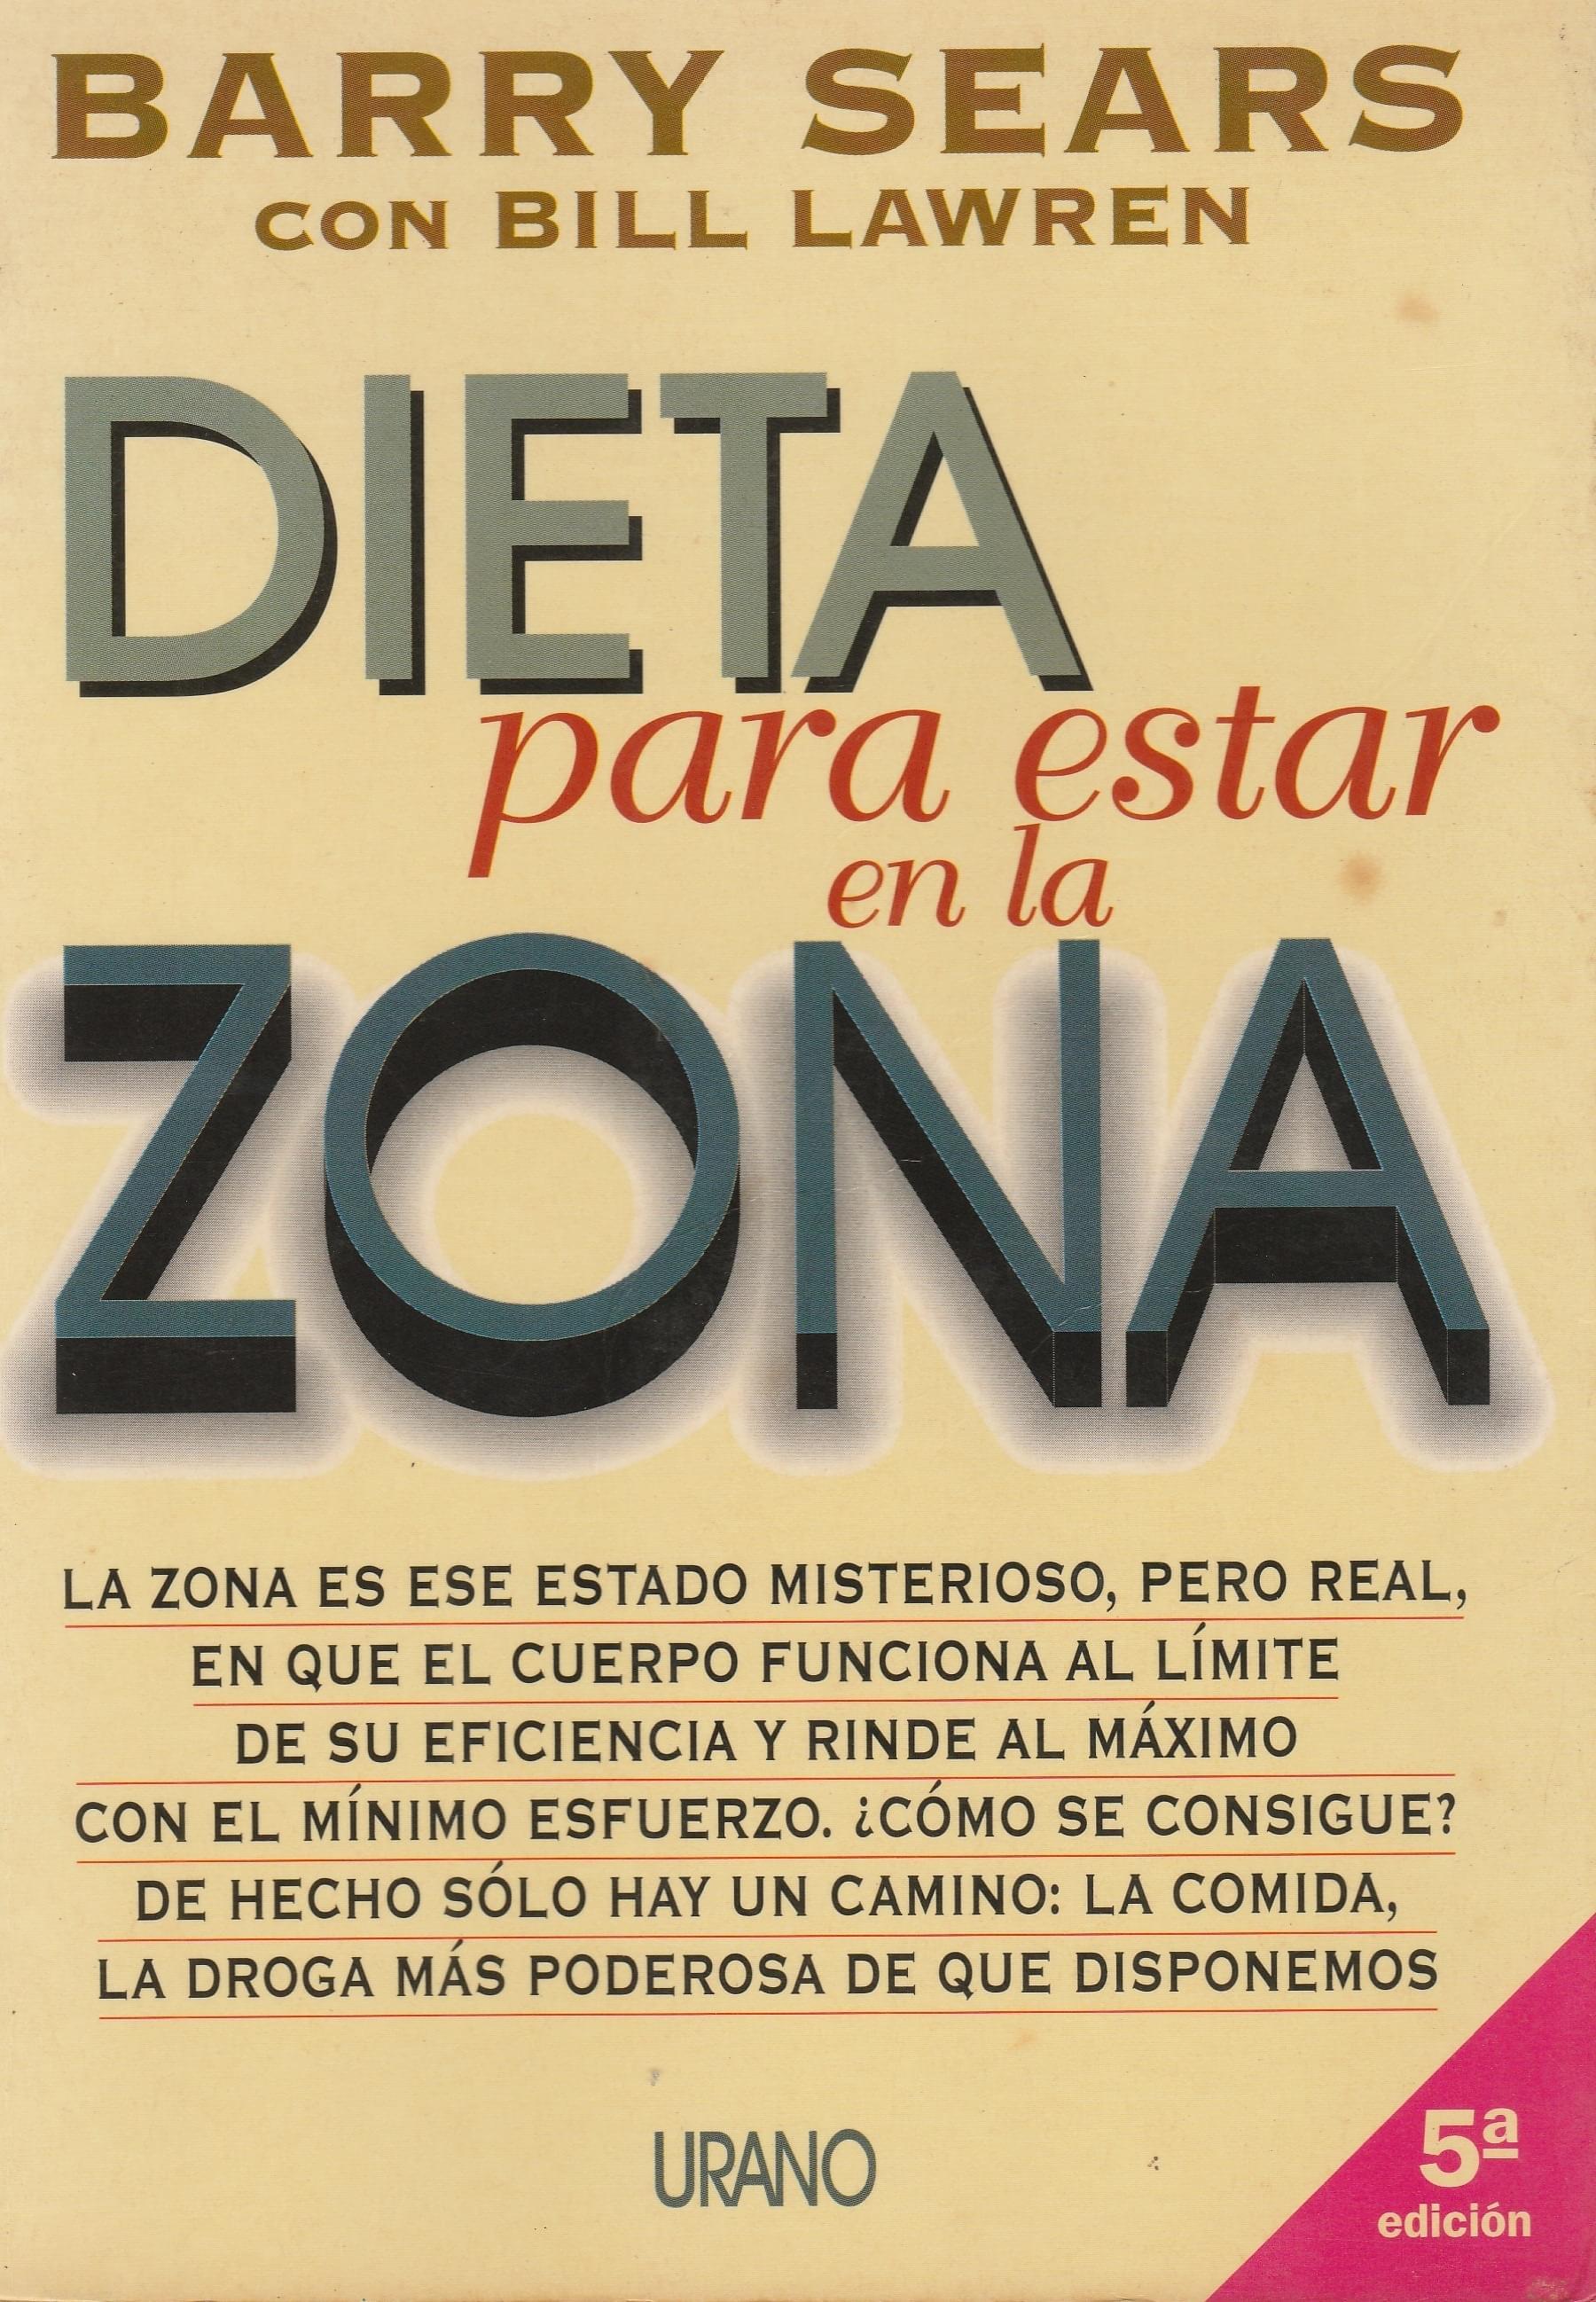 BARRY SEARS
CON BILL LAWREN
DIETA
para estar
en la
ZONA
LA ZONA ES ESE ESTADO MISTERIOSO, PERO REAL,
EN QUE EL CUERPO FUNCIONA AL LÍMITE
DE SU EFICIENCIA Y RINDE AL MÁXIMO
CON EL MÍNIMO ESFUERZO. ¿CÓMO SE CONSIGUE?
DE HECHO SÓLO HAY UN CAMINO: LA COMIDA,
LA DROGA MÁS PODEROSA DE QUE DISPONEMOS
URANO
5ª
edición